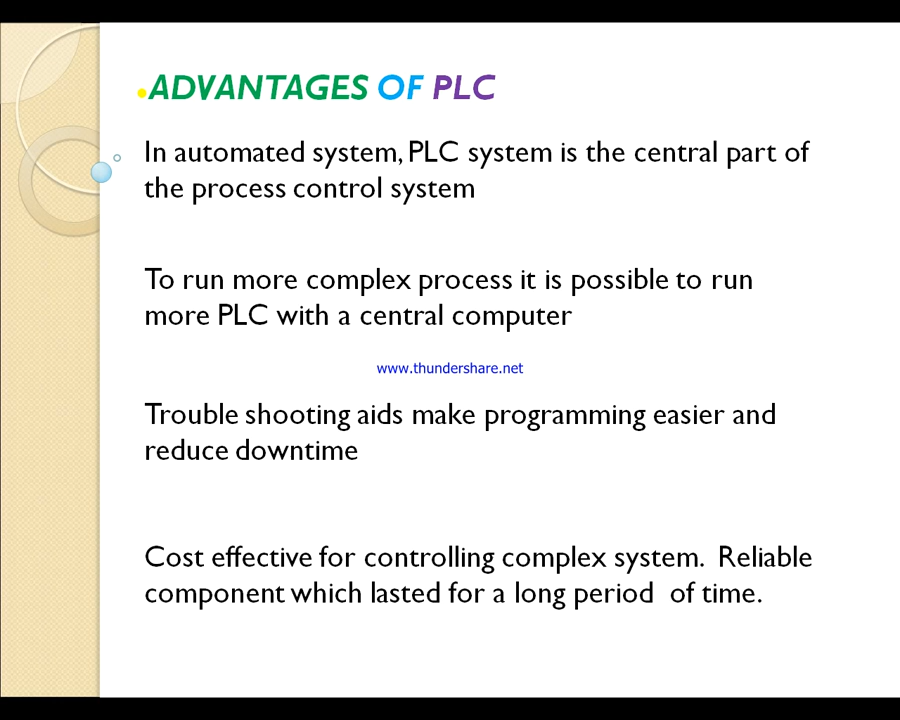 •ADVANTAGES OF PLC
In automated system, PLC system is the central part of
the process control system
To run more complex process it is possible to run
more PLC with a central computer
www.thundershare.net
Trouble shooting aids make programming easier and
reduce downtime
Cost effective for controlling complex system.  Reliable
component which lasted for a long period  of time.